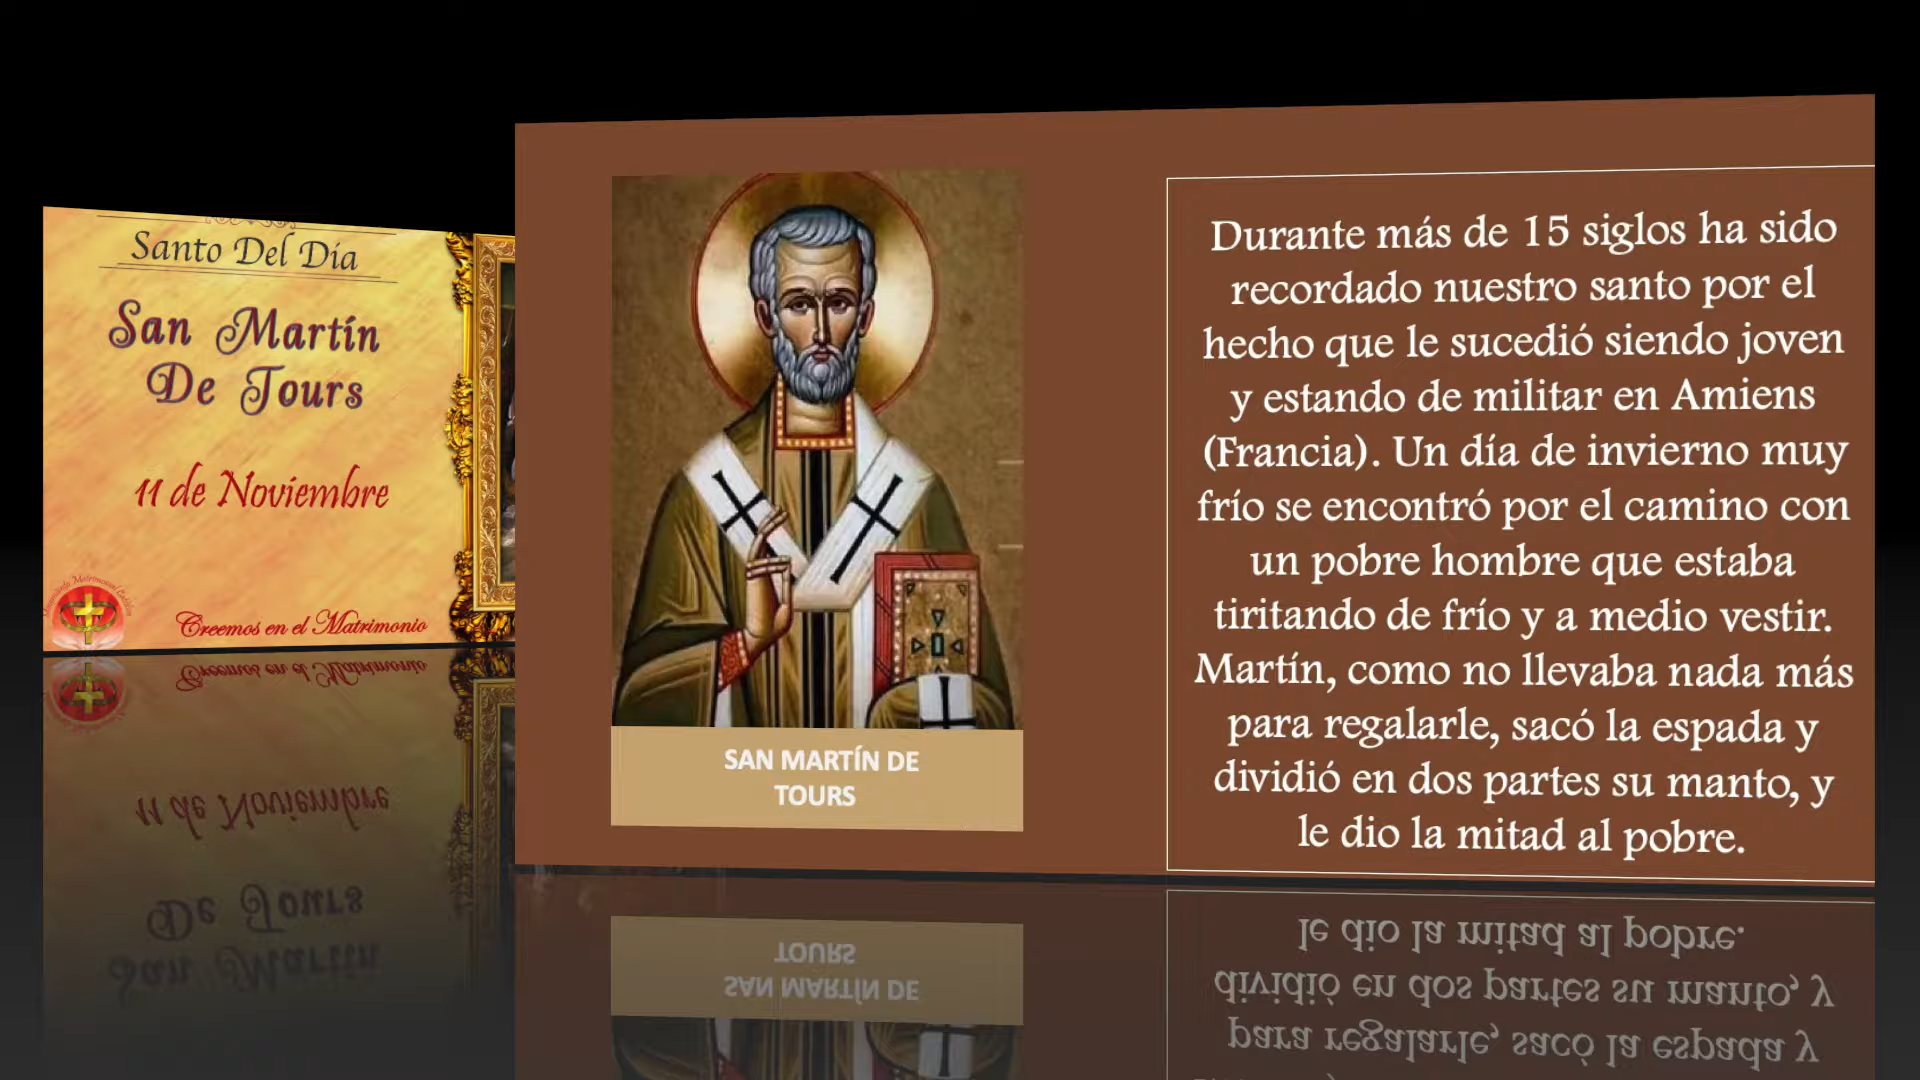 Santo Del Día
San Martín
De Tours
11 de Noviembre
Creemos en el Matrimonio
SAN MARTÍN DE
TOURS
Durante más de 15 siglos ha sido
recordado nuestro santo por el
hecho que le sucedió siendo joven
y estando de militar en Amiens
(Francia). Un día de invierno muy
frío se encontró por el camino con
un pobre hombre que estaba
tiritando de frío y a medio vestir.
Martín, como no llevaba nada más
para regalarle, sacó la espada y
dividió en dos partes su manto, y
le dio la mitad al pobre.